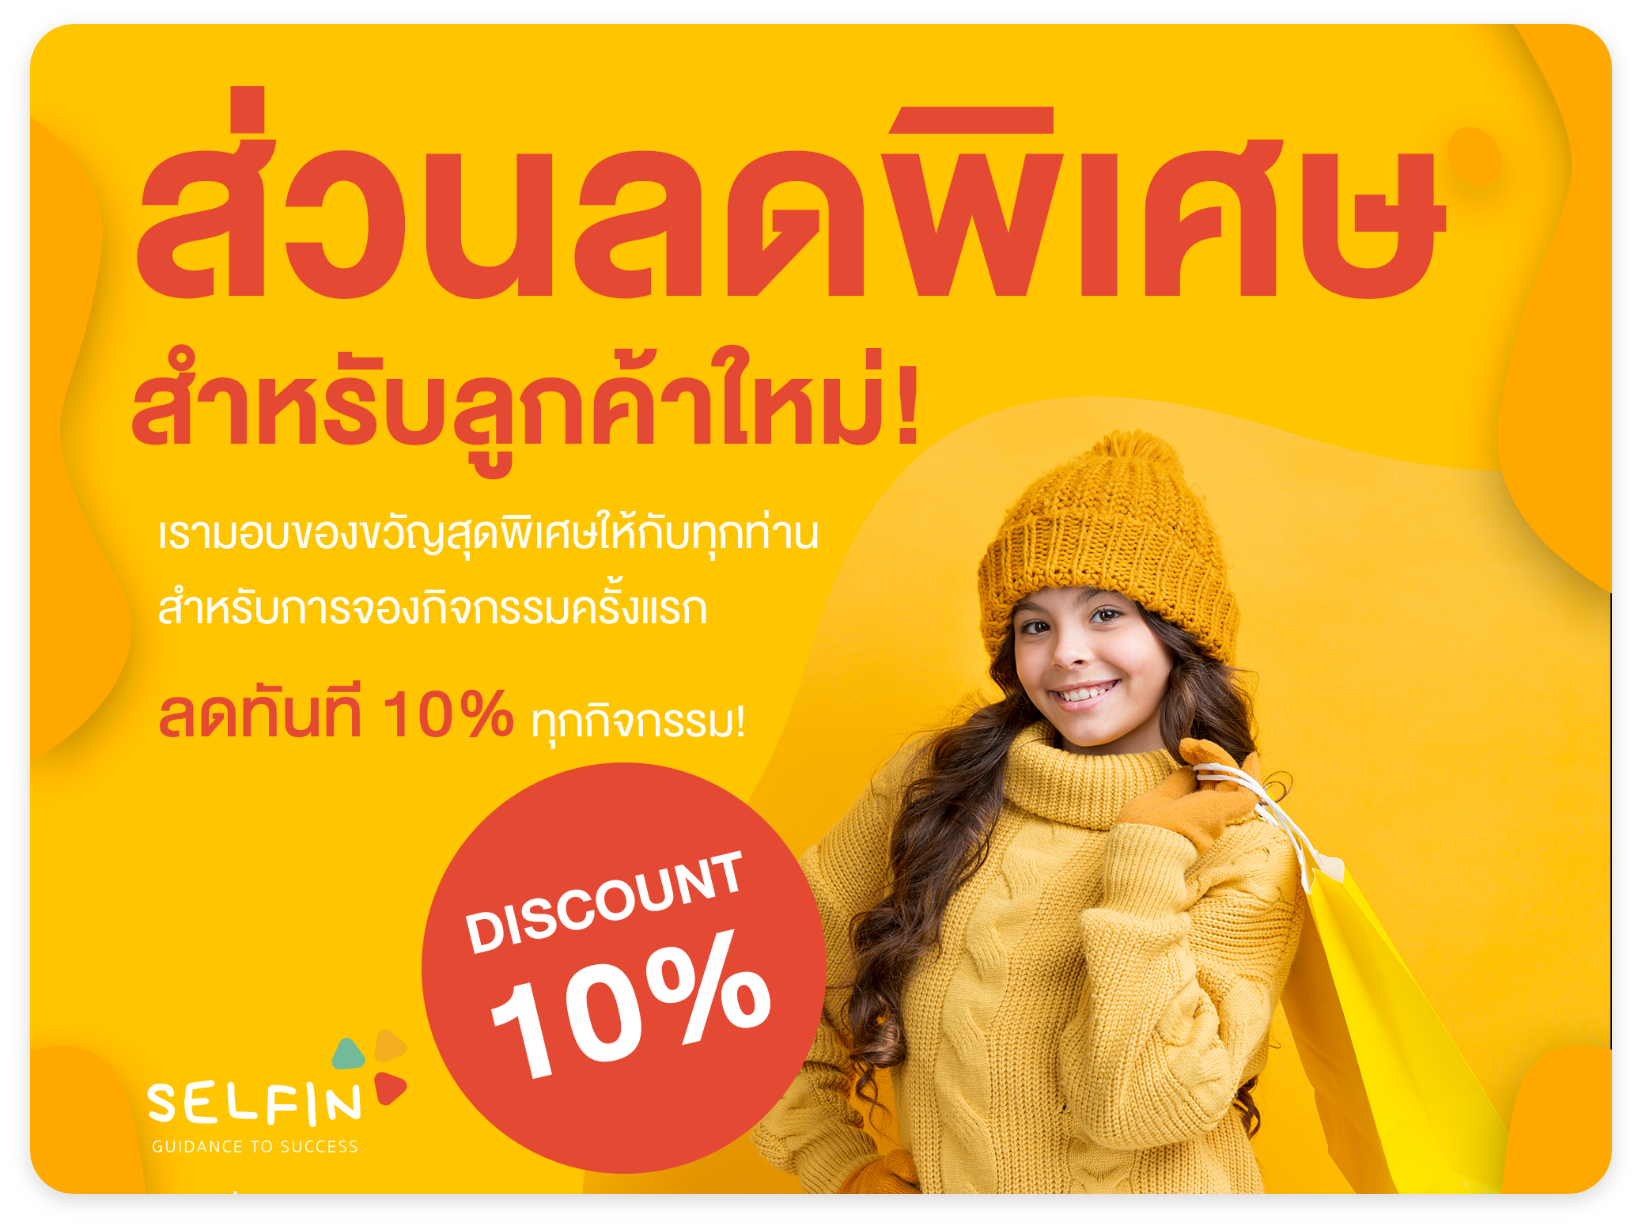 ส่วนลดพิเศษ
สำหรับลูกค้าใหม่!
เรามอบของขวัญสุดพิเศษให้กับทุกท่าน
สำหรับการจองกิจกรรมครั้งแรก
ลดทันที 10% ทุกกิจกรรม!
DISCOUNT
10%
SELFIN
GUIDANCE TO SUCCESS